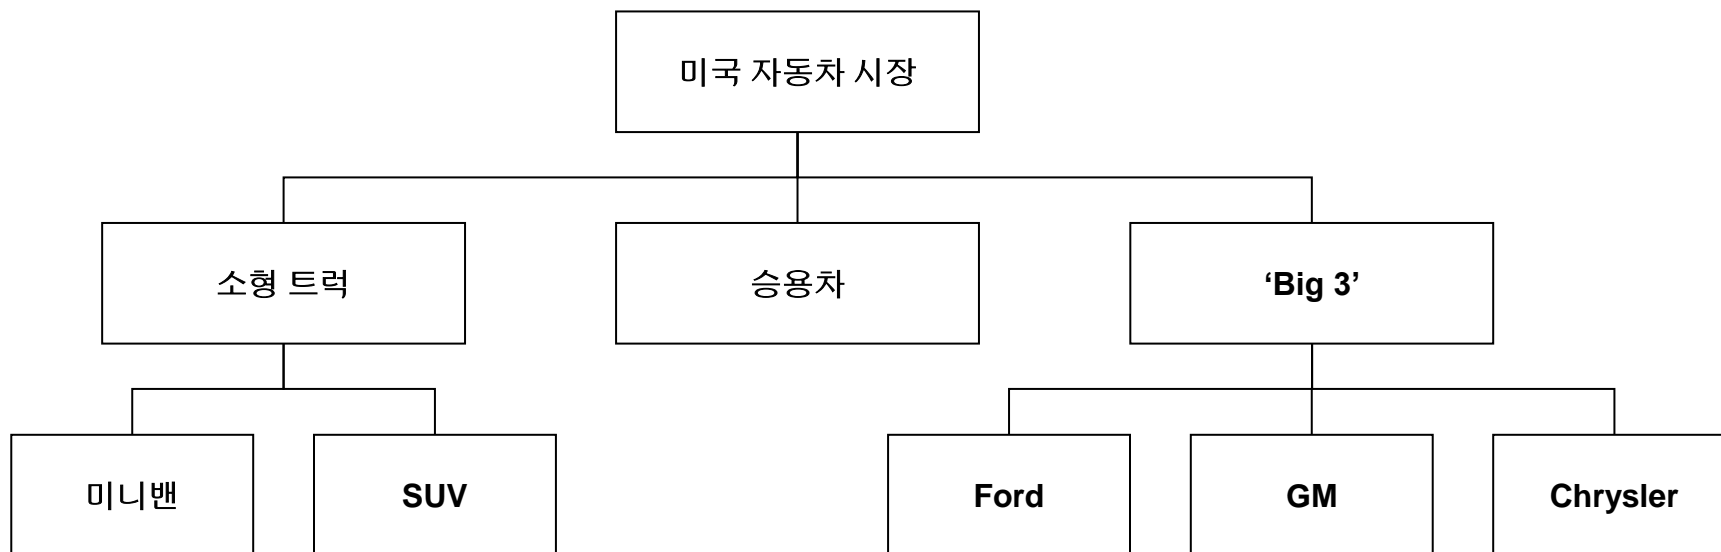 미국 자동차 시장
소형 트럭
승용차
‘Big 3’
미니밴
SUV
Ford
GM
Chrysler